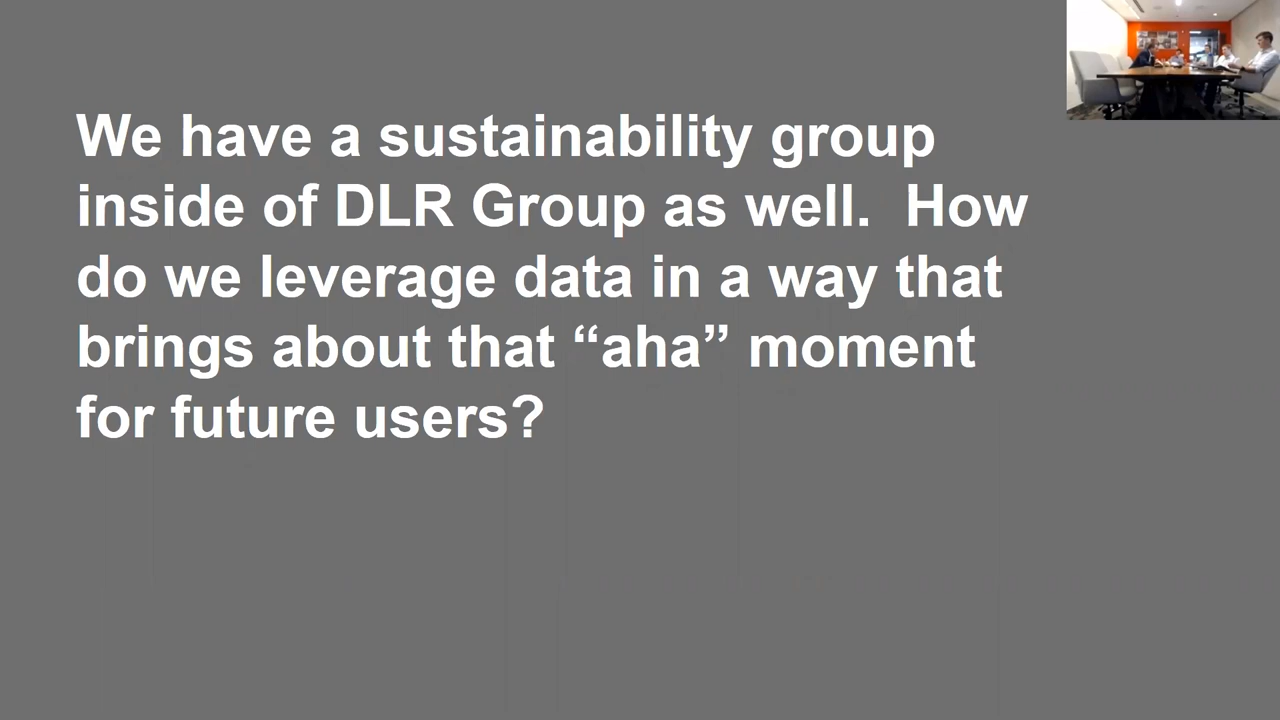 We have a sustainability group
inside of DLR Group as well.  How
do we leverage data in a way that
brings about that “aha” moment
for future users?